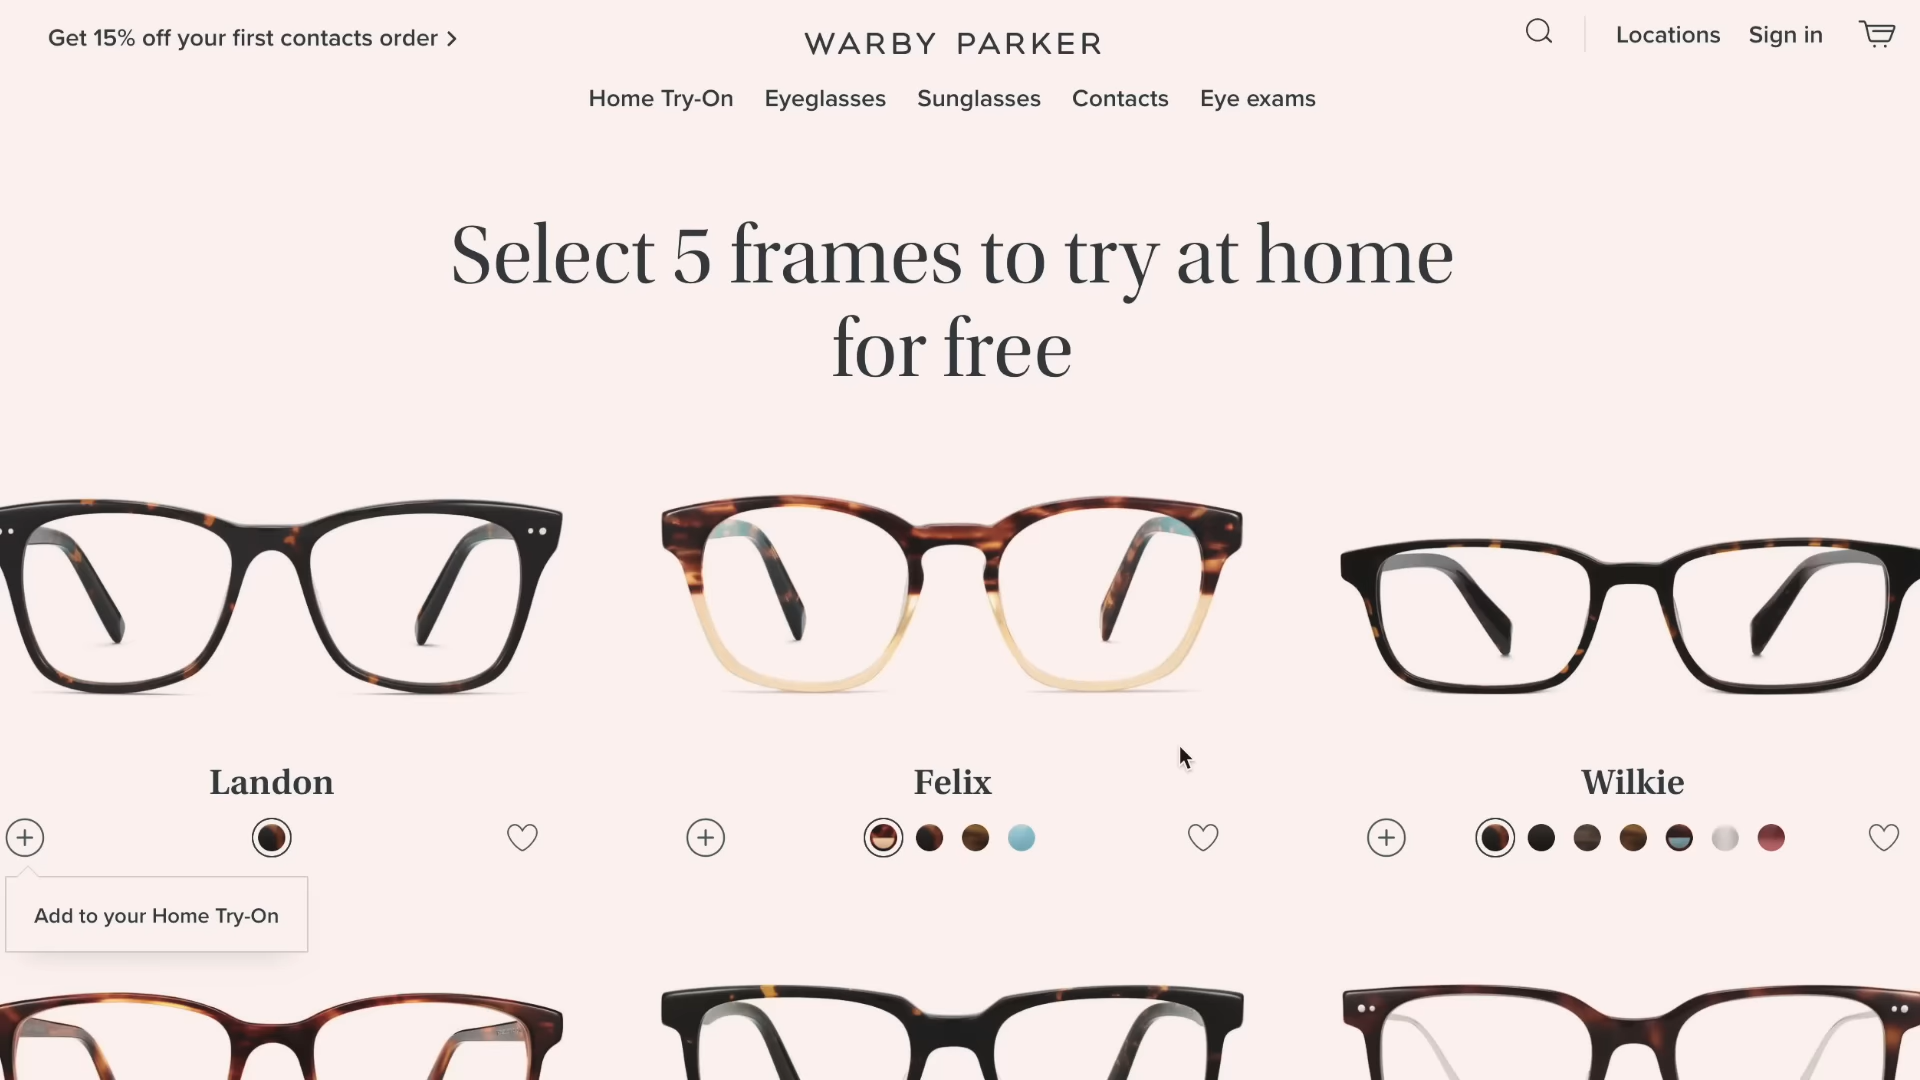 Get 15% off your first contacts order
WARBY PARKER
Locations
Sign in
Home Try-On
Eyeglasses
Sunglasses
Contacts
Eye exams
Select 5 frames to try at home
for free
Landon
Felix
Wilkie
Add to your Home Try-On